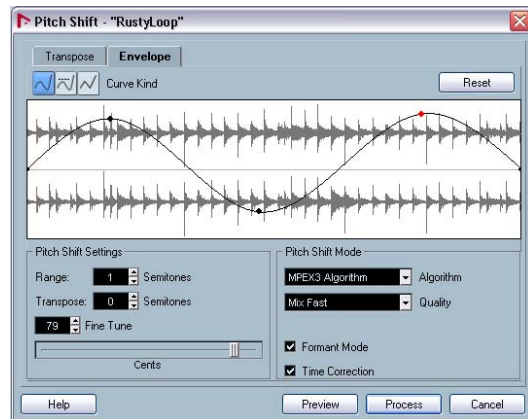 Pitch Shift - "RustyLoop"
Transpose Envelope
Curve Kind Reset
Pitch Shift Settings
Range: 1 Semitones
Transpose: 0 Semitones
79 Fine Tune
Cents
Pitch Shift Mode
MPEX3 Algorithm Algorithm
Mix Fast Quality
Formant Mode
Time Correction
Help Preview Process Cancel